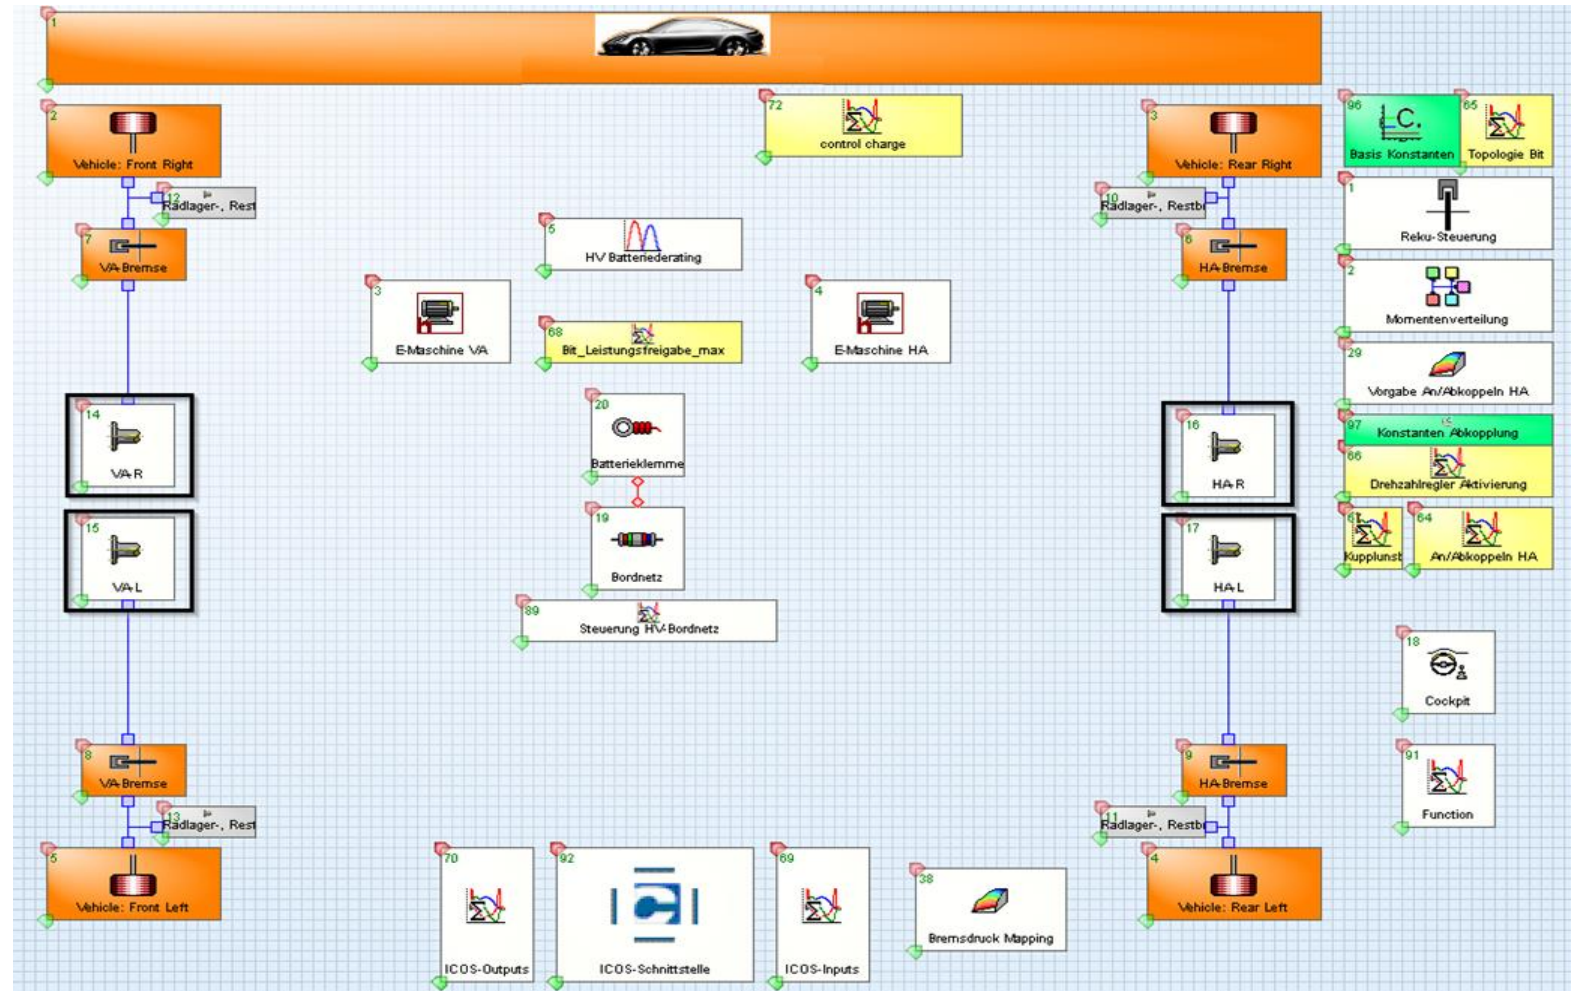 1
2
Vehicle: Front Right
72
control charge
3
Vehicle: Rear Right
96
C.
Basis Konstanten
65
Topologie Bit
12
Radlager-, Rest
10
Radlager-, Restbr
1
Reku-Steuerung
7
VA-Bremse
5
HV Batteriederating
6
HA-Bremse
2
Momentenverteilung
3
h
E-Maschine VA
68
Bit_Leistungsfreigabe_max
4
h
E-Maschine HA
29
Vorgabe An/Abkoppeln HA
14
VA-R
20
Batterieklemme
16
HA-R
97
Konstanten Abkopplung
66
Drehzahlregler Aktivierung
15
VA-L
19
Bordnetz
17
HA-L
Kupplunst
64
An/Abkoppeln HA
89
Steuerung HV-Bordnetz
18
Cockpit
8
VA-Bremse
9
HA-Bremse
91
Function
13
Radlager-, Rest
11
Radlager-, Restbr
5
Vehicle: Front Left
70
ICOS-Outputs
92
ICOS-Schnittstelle
69
ICOS-Inputs
38
Bremsdruck Mapping
4
Vehicle: Rear Left